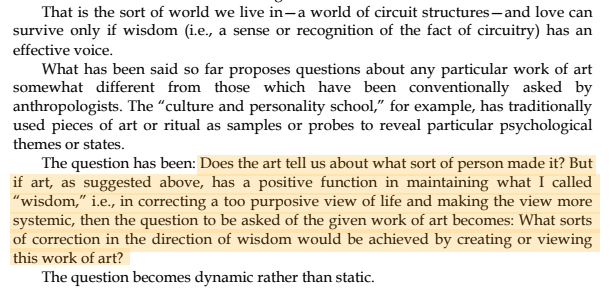 That is the sort of world we live in—a world of circuit structures—and love can
survive only if wisdom (i.e., a sense or recognition of the fact of circuitry) has an
effective voice.
What has been said so far proposes questions about any particular work of art
somewhat different from those which have been conventionally asked by
anthropologists. The “culture and personality school,” for example, has traditionally
used pieces of art or ritual as samples or probes to reveal particular psychological
themes or states.
The question has been: Does the art tell us about what sort of person made it? But
if art, as suggested above, has a positive function in maintaining what I called
“wisdom,” i.e., in correcting a too purposive view of life and making the view more
systemic, then the question to be asked of the given work of art becomes: What sorts
of correction in the direction of wisdom would be achieved by creating or viewing
this work of art?
The question becomes dynamic rather than static.